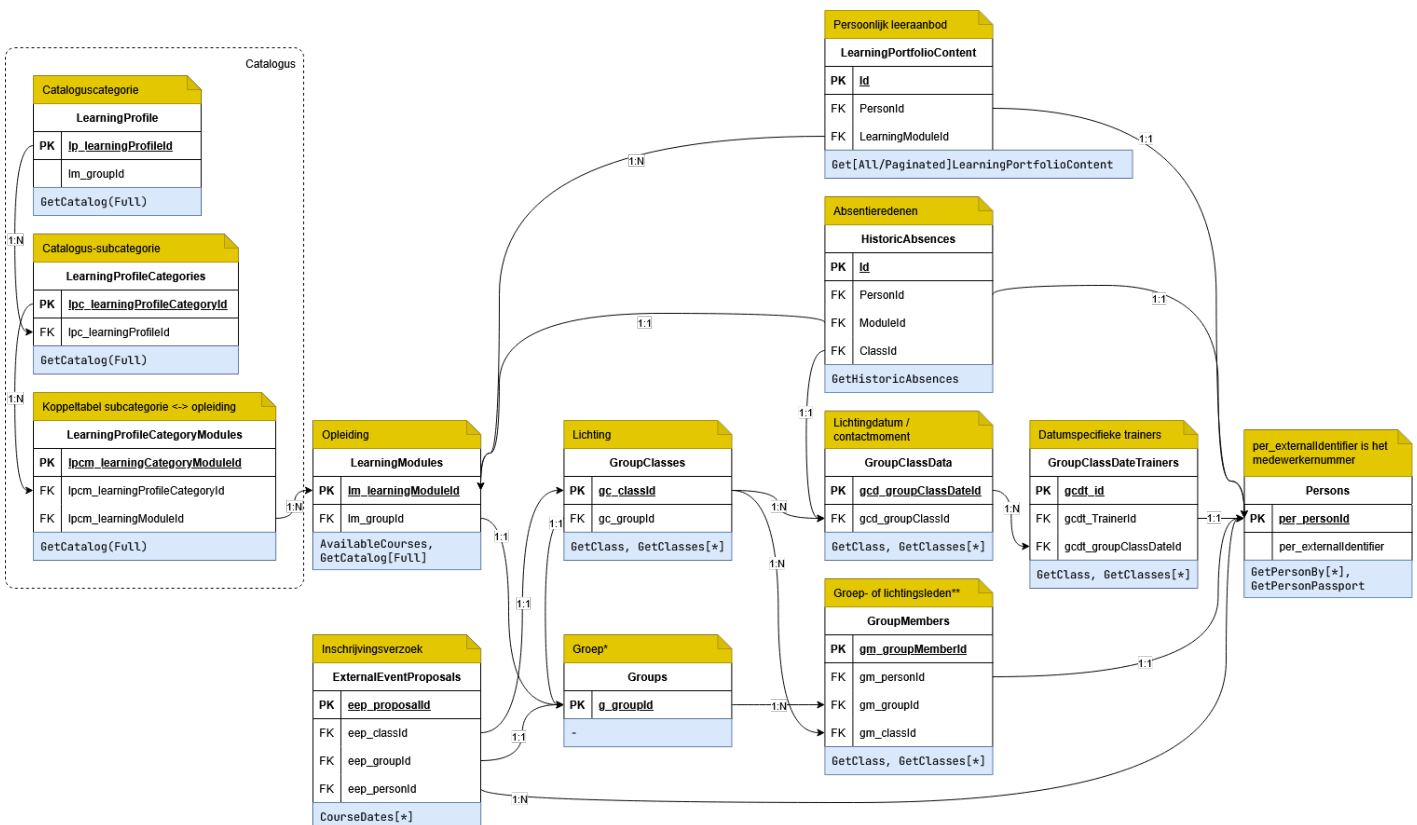 Catalogus
Cataloguscategorie
LearningProfile
PK lp_learningProfileId
lm_groupId
GetCatalog(Full)
1:N
Catalogus-subcategorie
LearningProfileCategories
PK lpc_learningProfileCategoryId
FK lpc_learningProfileId
GetCatalog(Full)
1:N
Koppeltabel subcategorie <-> opleiding
LearningProfileCategoryModules
PK lpcm_learningCategoryModuleId
FK lpcm_learningProfileCategoryId
FK lpcm_learningModuleId
GetCatalog(Full)
1:N
Opleiding
LearningModules
PK lm_learningModuleId
FK lm_groupId
AvailableCourses,
GetCatalog[Full]
1:1
Inschrijvingsverzoek
ExternalEventProposals
PK eep_proposalId
FK eep_classId
FK eep_groupId
FK eep_personId
CourseDates[*]
1:1
1:1
1:N
Lichting
GroupClasses
PK gc_classId
FK gc_groupId
GetClass, GetClasses[*]
1:1
1:N
1:N
Groep*
Groups
PK g_groupId
-
1:N
Persoonlijk leeraanbod
LearningPortfolioContent
PK Id
FK PersonId
FK LearningModuleId
Get[All/Paginated]LearningPortfolioContent
1:N
1:1
Absentieredenen
HistoricAbsences
PK Id
FK PersonId
FK ModuleId
FK ClassId
GetHistoricAbsences
1:1
1:1
1:1
Lichtingdatum /
contactmoment
GroupClassData
PK gcd_groupClassDateId
FK gcd_groupClassId
GetClass, GetClasses[*]
1:N
Groep- of lichtingsleden**
GroupMembers
PK gm_groupMemberId
FK gm_personId
FK gm_groupId
FK gm_classId
GetClass, GetClasses[*]
1:1
Datumspecifieke trainers
GroupClassDateTrainers
PK gcdt_id
FK gcdt_TrainerId
FK gcdt_groupClassDateId
GetClass, GetClasses[*]
1:1
per_externalIdentifier is het
medewerkernummer
Persons
PK per_personId
per_externalIdentifier
GetPersonBy[*],
GetPersonPassport